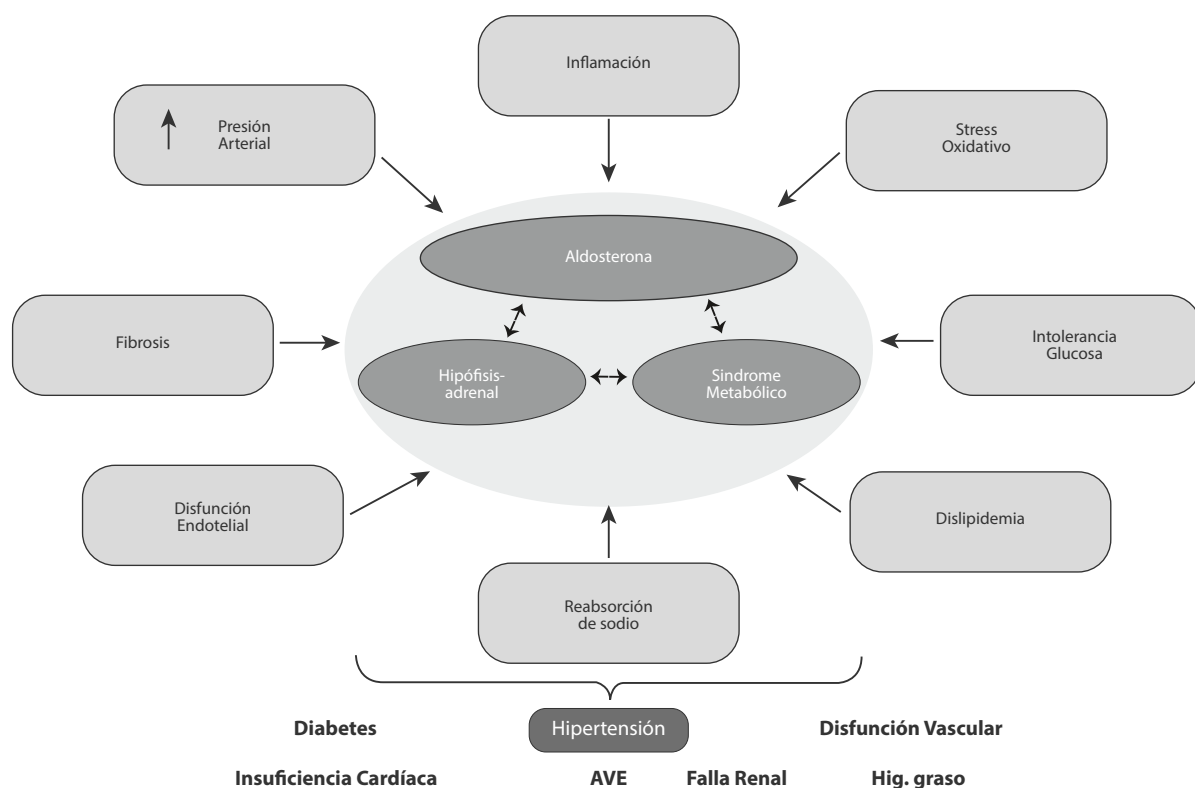 Inflamación
Presión
Arterial
Stress
Oxidativo
Aldosterona
Fibrosis
Intolerancia
Glucosa
Hipófisis-
adrenal
Sindrome
Metabólico
Disfunción
Endotelial
Dislipidemia
Reabsorción
de sodio
Diabetes
Hipertensión
Disfunción Vascular
Insuficiencia Cardíaca
AVE
Falla Renal
Hig. graso